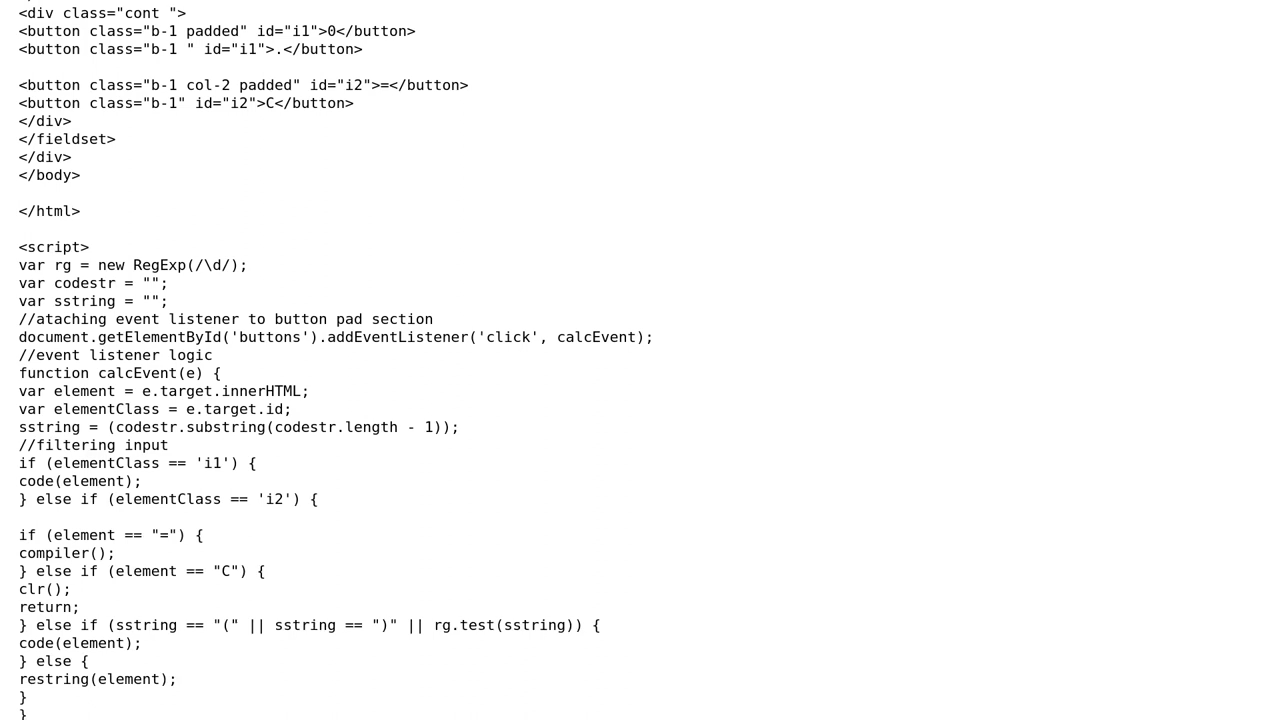 <div class="cont ">
<button class="b-1 padded" id="i1">0</button>
<button class="b-1 " id="i1">.</button>
<button class="b-1 col-2 padded" id="i2">=</button>
<button class="b-1" id="i2">C</button>
</div>
</fieldset>
</div>
</body>
</html>
<script>
var rg = new RegExp(/\d/);
var codestr = "";
var sstring = "";
//ataching event listener to button pad section
document.getElementById('buttons').addEventListener('click', calcEvent);
//event listener logic
function calcEvent(e) {
var element = e.target.innerHTML;
var elementClass = e.target.id;
sstring = (codestr.substring(codestr.length - 1));
//filtering input
if (elementClass == 'i1') {
code(element);
} else if (elementClass == 'i2') {
if (element == "=") {
compiler();
} else if (element == "C") {
clr();
return;
} else if (sstring == "(" || sstring == ")" || rg.test(sstring)) {
code(element);
} else {
restring(element);
}
}